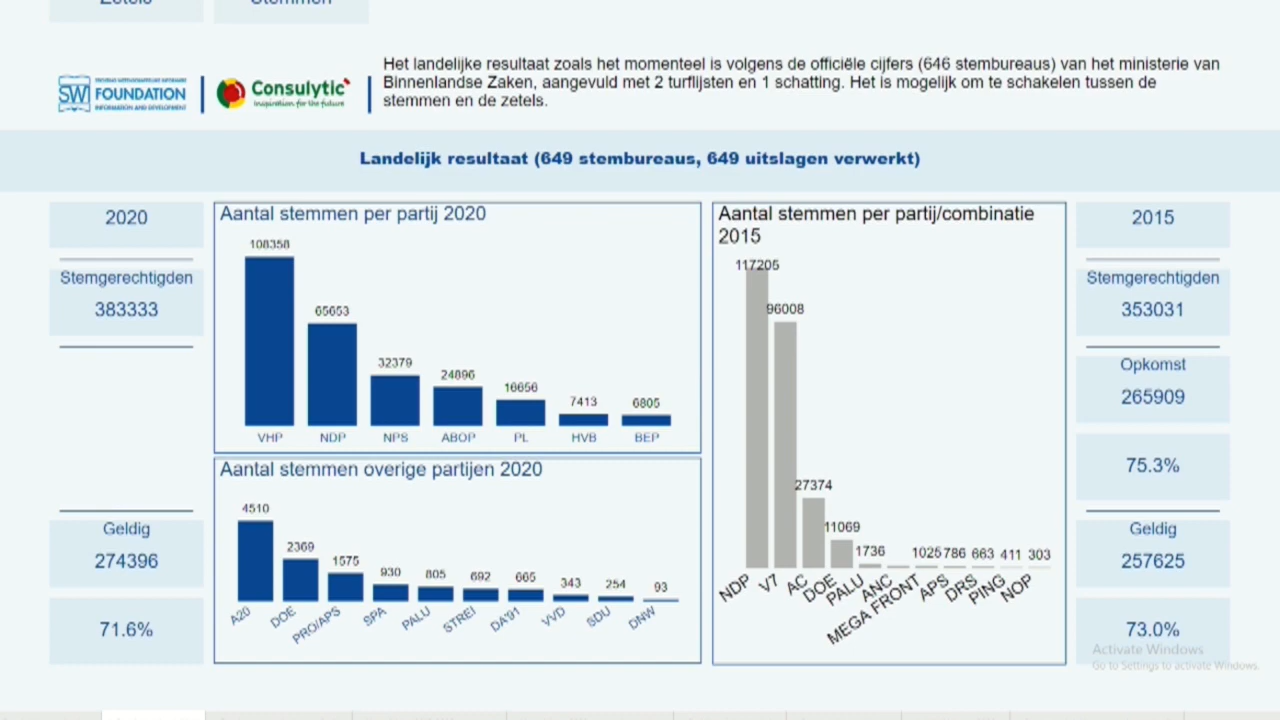 Zetels
Stemmen
Het landelijke resultaat zoals het momenteel is volgens de officiële cijfers (646 stembureaus) van het ministerie van
Binnenlandse Zaken, aangevuld met 2 turflijsten en 1 schatting. Het is mogelijk om te schakelen tussen de
stemmen en de zetels.
SWI FOUNDATION
INFORMATION AND DEVELOPMENT
Consulytic
Inspiration for the future
Landelijk resultaat (649 stembureaus, 649 uitslagen verwerkt)
2020
Stemgerechtigden
383333
Geldig
274396
71.6%
Aantal stemmen per partij 2020
108358
65653
32379
24896
16656
7413
6805
VHP NDP NPS ABOP PL HVB BEP
Aantal stemmen overige partijen 2020
4510
2369
1575
930
805
692
665
343
254
93
A20 DOE PRO/APS SPA PALU STREI DA'91 VVD SDU DNW
Aantal stemmen per partij/combinatie
2015
117205
96008
27374
11069
1736
1025 786 663 411 303
NDP V7 AC DOE PALU ANC MEGA FRONT APS DRS PING NOP
2015
Stemgerechtigden
353031
Opkomst
265909
75.3%
Geldig
257625
73.0%
Activate Windows
Go to Settings to activate Windows.